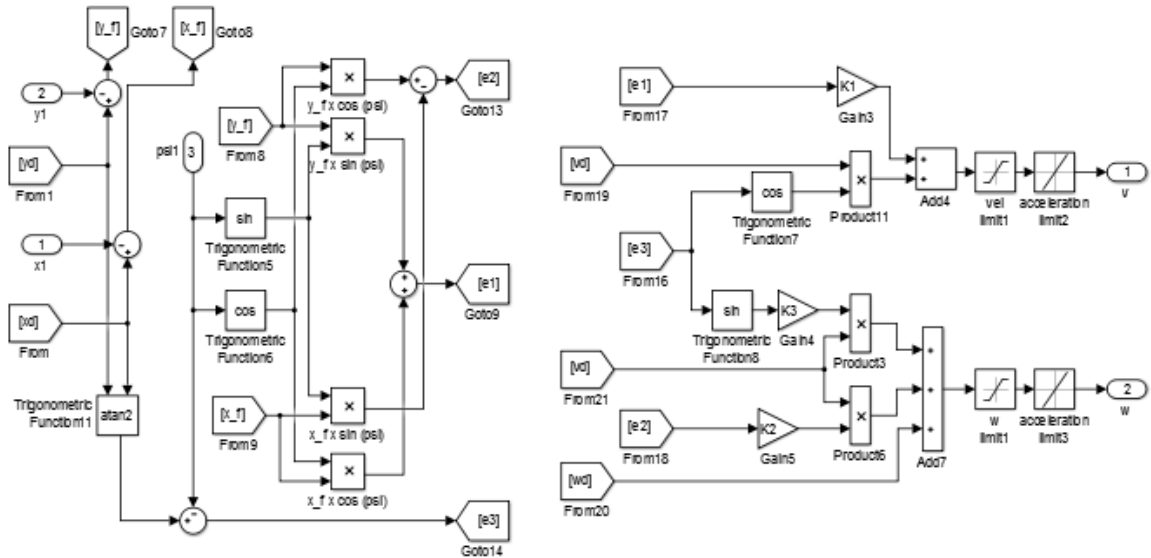 [y_f]
Goto7
[x_f]
Goto8
2
y1
[yd]
From1
psi1
3
1
x1
[xd]
From
Trigonometric
Function11
atan2
sin
Trigonometric
Function5
cos
Trigonometric
Function6
[y_f]
From8
[x_f]
From9
×
y_f x cos (psi)
×
y_f x sin (psi)
×
x_f x sin (psi)
×
x_f x cos (psi)
[e2]
Goto13
[e1]
Goto9
[e3]
Goto14
[e1]
From17
K1
Gain3
[vd]
From19
cos
Trigonometric
Function7
×
Product11
Add4
vel
limit1
acceleration
limit2
1
v
[e3]
From16
sin
Trigonometric
Function8
K3
Gain4
×
Product3
[vd]
From21
[e2]
From18
K2
Gain5
×
Product6
[wd]
From20
Add7
w
limit1
acceleration
limit3
2
w